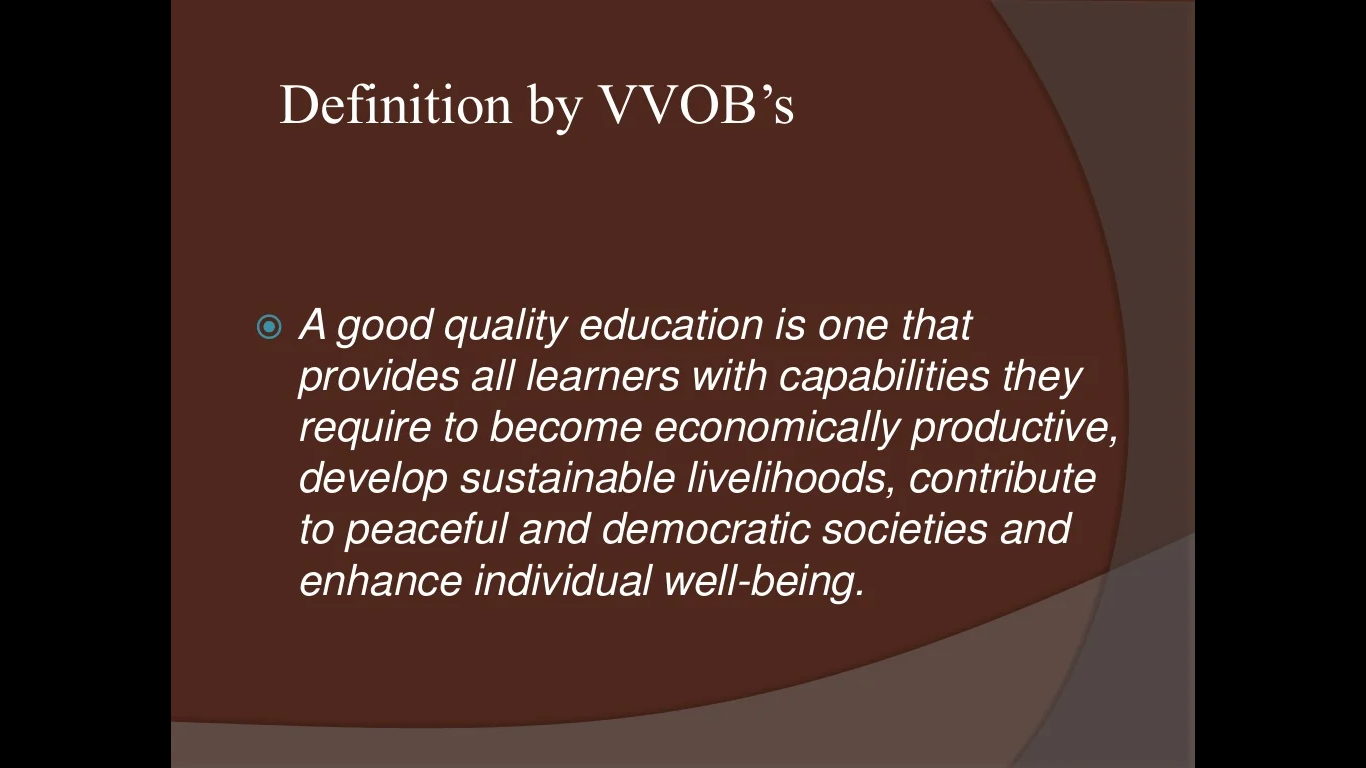 Definition by VVOB’s
A good quality education is one that
provides all learners with capabilities they
require to become economically productive,
develop sustainable livelihoods, contribute
to peaceful and democratic societies and
enhance individual well-being.